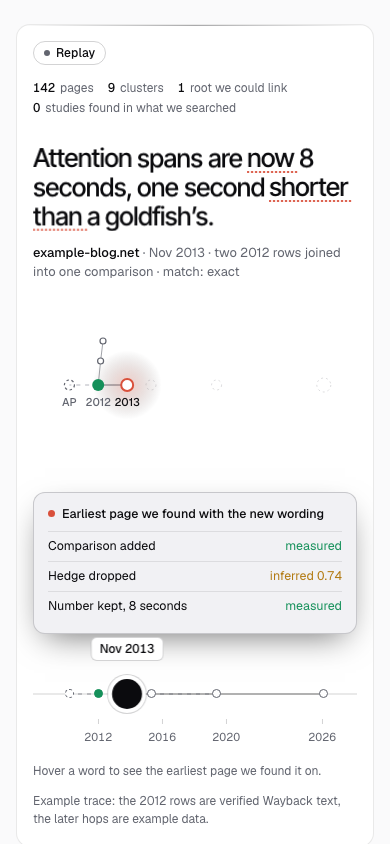 Replay
142 pages 9 clusters 1 root we could link
0 studies found in what we searched
Attention spans are now 8
seconds, one second shorter
than a goldfish’s.
example-blog.net · Nov 2013 · two 2012 rows joined
into one comparison · match: exact
AP 2012 2013
Earliest page we found with the new wording
Comparison added measured
Hedge dropped inferred 0.74
Number kept, 8 seconds measured
Nov 2013
2012 2016 2020 2026
Hover a word to see the earliest page we found it on.
Example trace: the 2012 rows are verified Wayback text,
the later hops are example data.